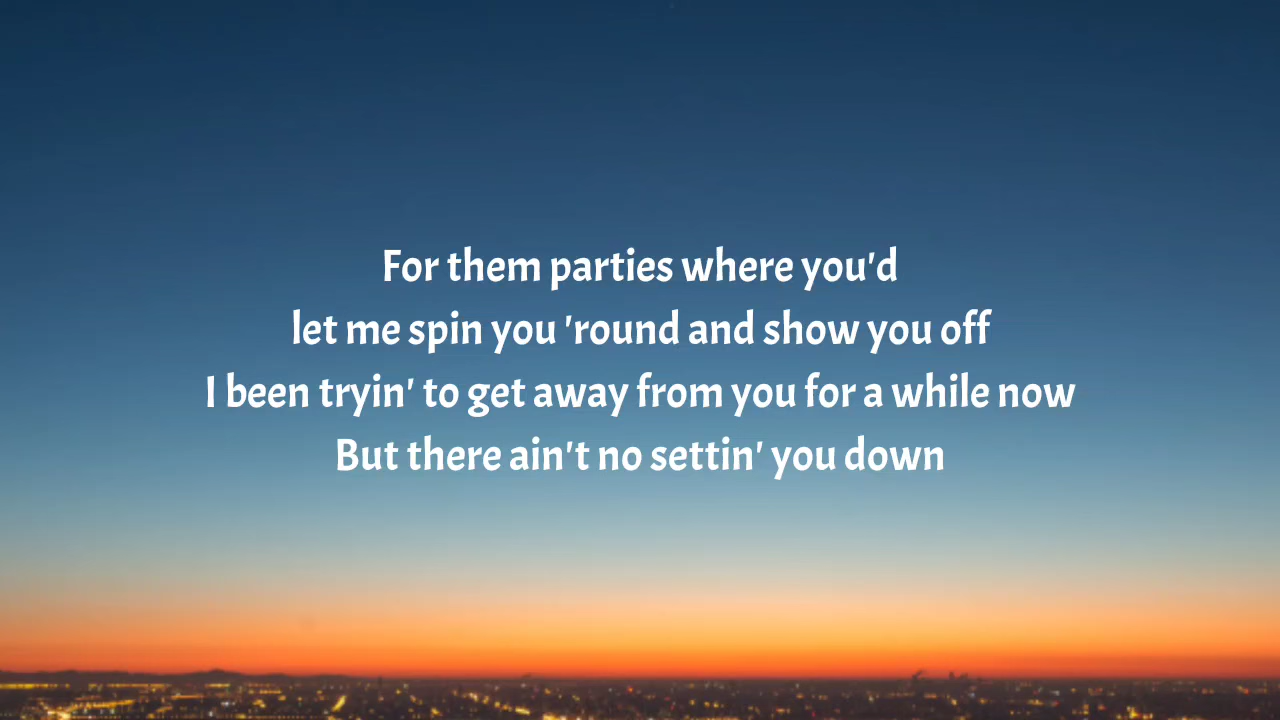 For them parties where you'd
let me spin you 'round and show you off
I been tryin' to get away from you for a while now
But there ain't no settin' you down